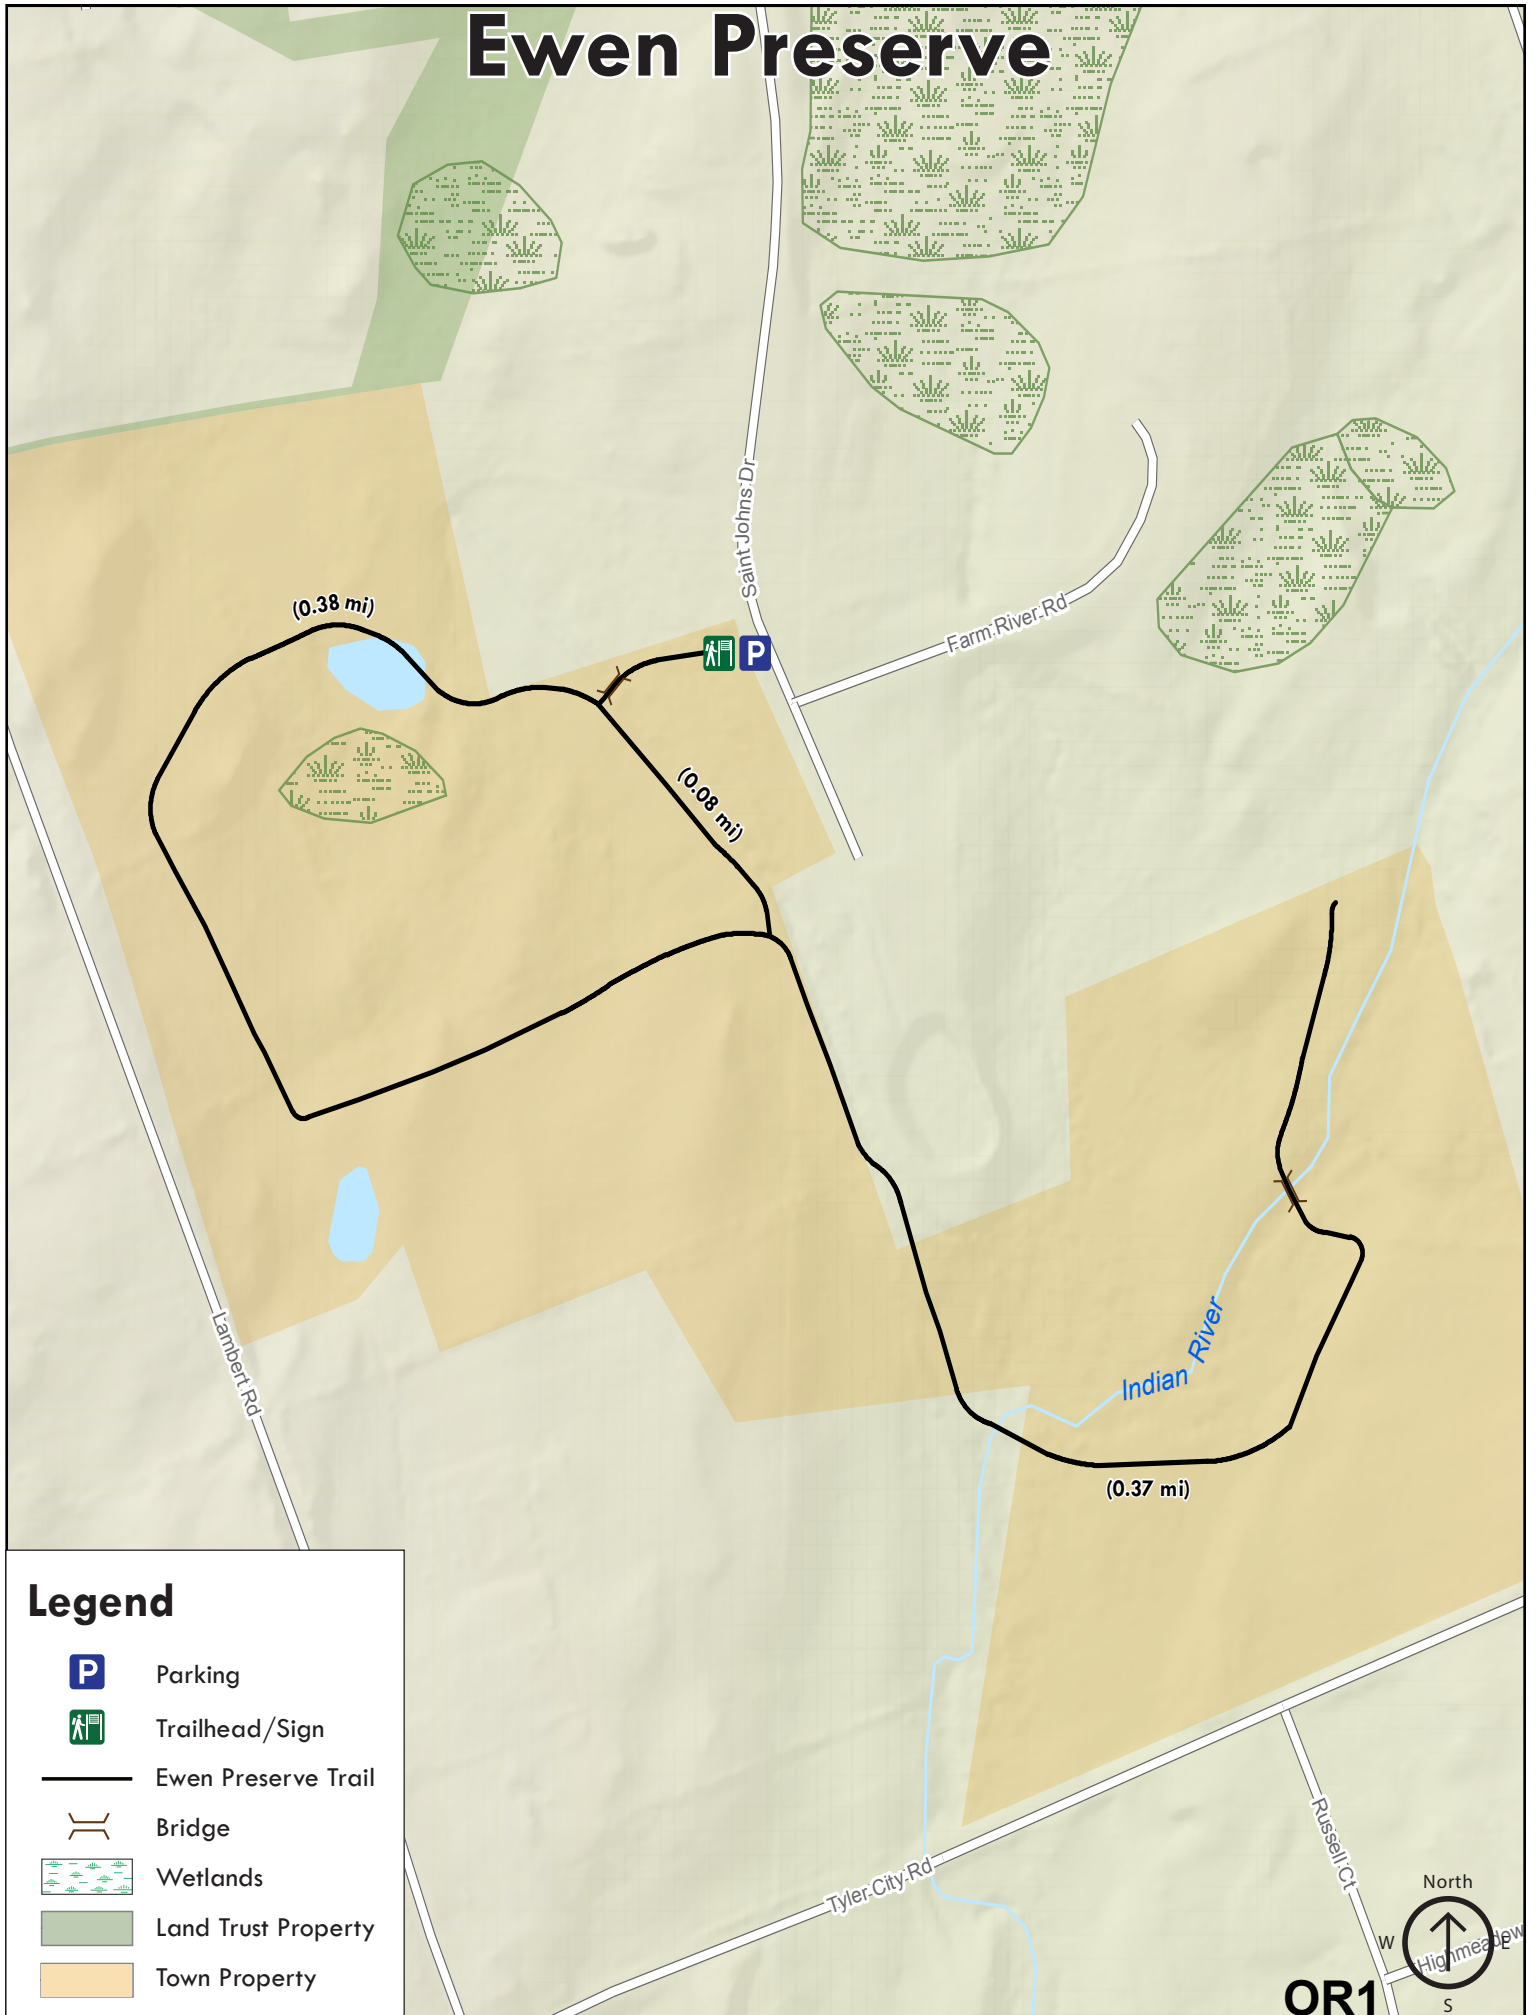 Ewen Preserve
Saint Johns Dr
Farm River Rd
(0.38 mi)
P
(0.08 mi)
Lambert Rd
Indian River
(0.37 mi)
Legend
P
Parking
Trailhead/Sign
Ewen Preserve Trail
Bridge
Wetlands
Land Trust Property
Town Property
Tyler City Rd
Russell Ct
North
W
E
Highmeadow
S
OR1